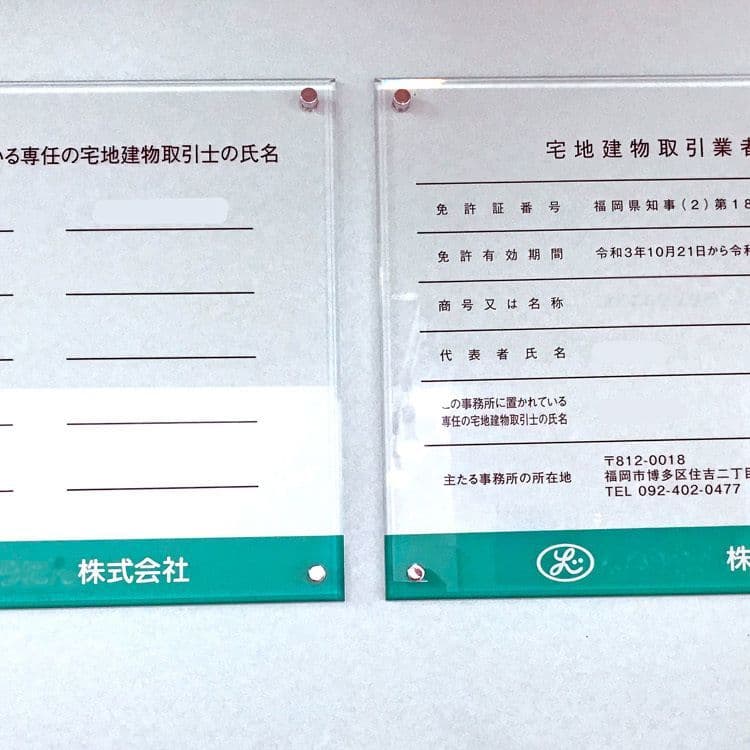 いる専任の宅地建物取引士の氏名
株式会社
宅地建物取引業者
免許証番号 福岡県知事(2)第18
免許有効期間 令和3年10月21日から令和
商号又は名称
代表者氏名
この事務所に置かれている
専任の宅地建物取引士の氏名
主たる事務所の所在地
〒812-0018
福岡市博多区住吉二丁目
TEL 092-402-0477
株